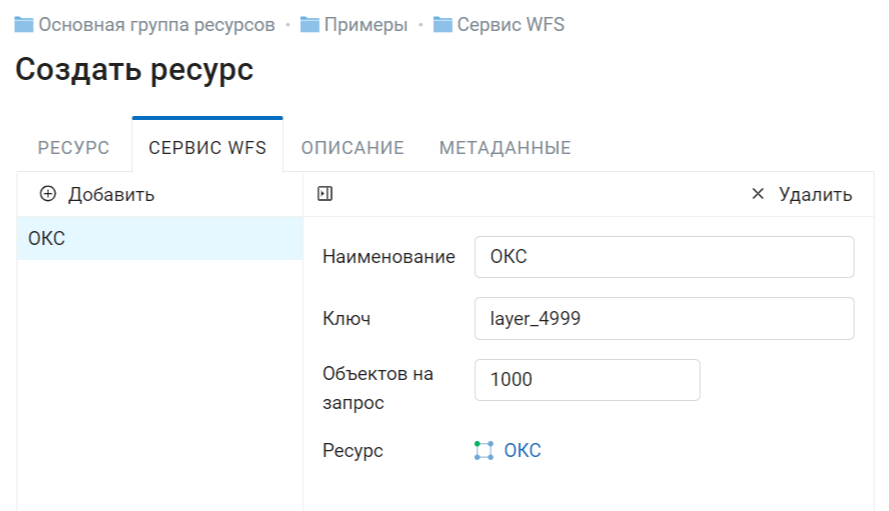 Основная группа ресурсов · Примеры · Сервис WFS
Создать ресурс
РЕСУРС СЕРВИС WFS ОПИСАНИЕ МЕТАДАННЫЕ
Добавить Удалить
ОКС
Наименование ОКС
Ключ layer_4999
Объектов на
запрос 1000
Ресурс ОКС